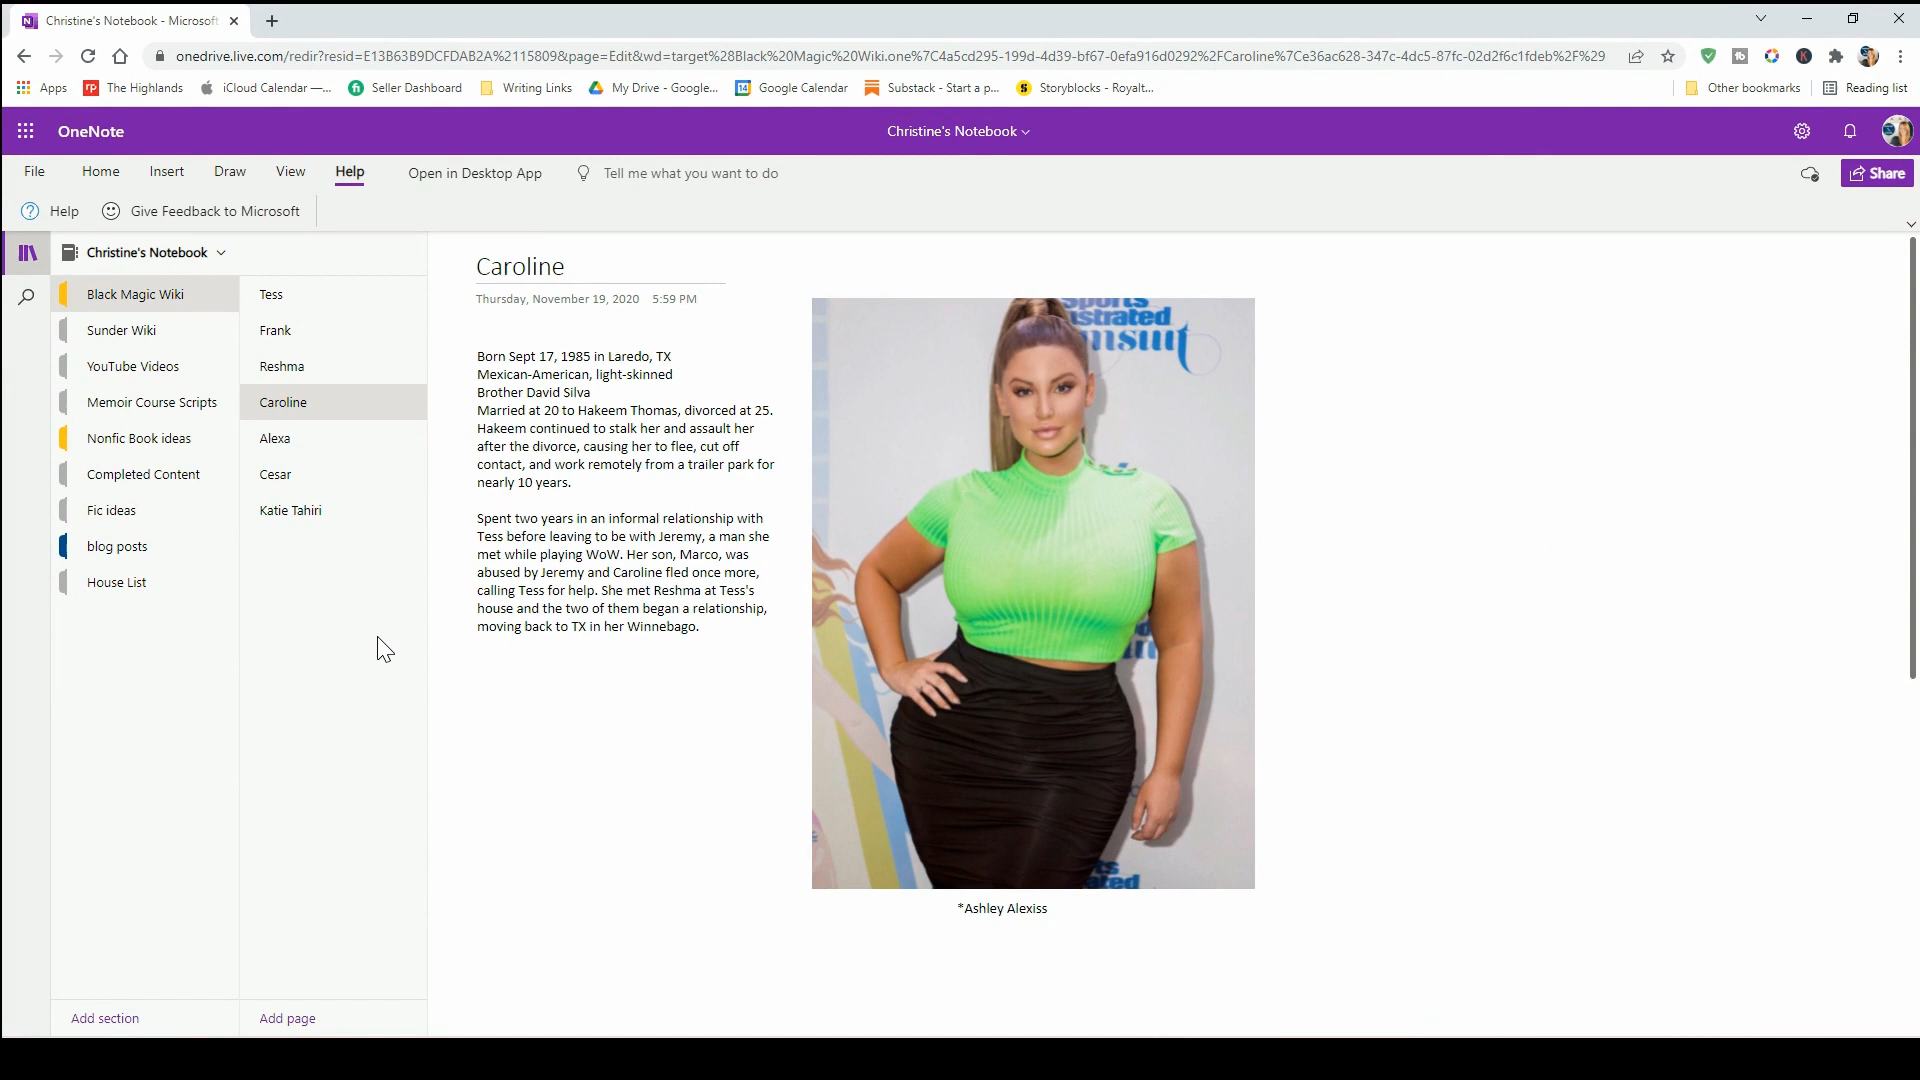 Christine's Notebook - Microsoft
onedrive.live.com/redir?resid=E13B63B9DCFDAB2A%2115809&page=Edit&wd=target%28Black%20Magic%20Wiki.one%7C4a5cd295-199d-4d39-bf67-0efa916d0292%2FCaroline%7Ce36ac628-347c-4dc5-87fc-02d2f6c1fdeb%2F%29
Apps
The Highlands
iCloud Calendar —...
Seller Dashboard
Writing Links
My Drive - Google...
Google Calendar
Substack - Start a p...
Storyblocks - Royalt...
Other bookmarks
Reading list
OneNote
Christine's Notebook
File Home Insert Draw View Help Open in Desktop App Tell me what you want to do
Share
Help Give Feedback to Microsoft
Christine's Notebook
Black Magic Wiki
Sunder Wiki
YouTube Videos
Memoir Course Scripts
Nonfic Book ideas
Completed Content
Fic ideas
blog posts
House List
Add section
Tess
Frank
Reshma
Caroline
Alexa
Cesar
Katie Tahiri
Add page
Caroline
Thursday, November 19, 2020 5:59 PM
Born Sept 17, 1985 in Laredo, TX
Mexican-American, light-skinned
Brother David Silva
Married at 20 to Hakeem Thomas, divorced at 25.
Hakeem continued to stalk her and assault her
after the divorce, causing her to flee, cut off
contact, and work remotely from a trailer park for
nearly 10 years.
Spent two years in an informal relationship with
Tess before leaving to be with Jeremy, a man she
met while playing WoW. Her son, Marco, was
abused by Jeremy and Caroline fled once more,
calling Tess for help. She met Reshma at Tess's
house and the two of them began a relationship,
moving back to TX in her Winnebago.
Sports
ustrated
msuit
*Ashley Alexiss